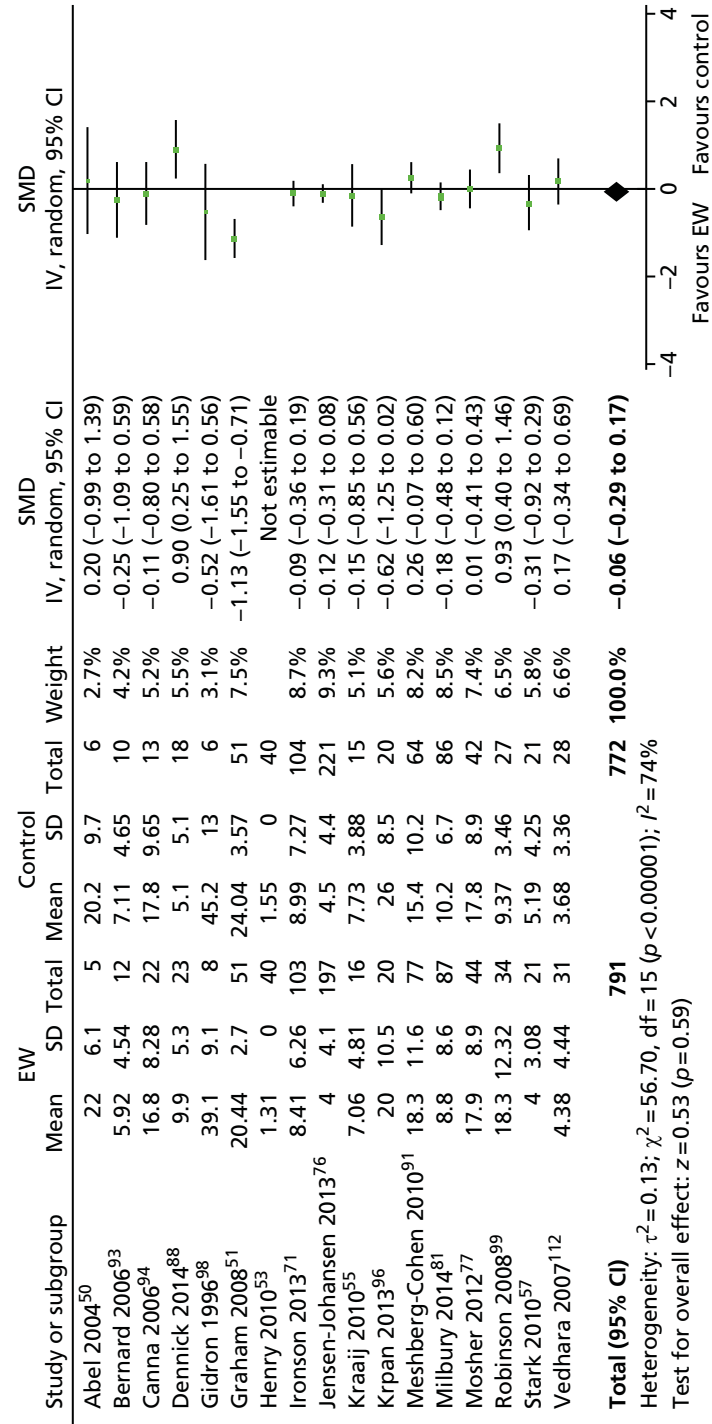 EW Control SMD SMD
Study or subgroup Mean SD Total Mean SD Total Weight IV, random, 95% CI IV, random, 95% CI
Abel 2004⁵⁰ 22 6.1 5 20.2 9.7 6 2.7% 0.20 (−0.99 to 1.39)
Bernard 2006⁹³ 5.92 4.54 12 7.11 4.65 10 4.2% −0.25 (−1.09 to 0.59)
Canna 2006⁹⁴ 16.8 8.28 22 17.8 9.65 13 5.2% −0.11 (−0.80 to 0.58)
Dennick 2014⁸⁸ 9.9 5.3 23 5.1 5.1 18 5.5% 0.90 (0.25 to 1.55)
Gidron 1996⁹⁸ 39.1 9.1 8 45.2 13 6 3.1% −0.52 (−1.61 to 0.56)
Graham 2008⁵¹ 20.44 2.7 51 24.04 3.57 51 7.5% −1.13 (−1.55 to −0.71)
Henry 2010⁵³ 1.31 0 40 1.55 0 40 Not estimable
Ironson 2013⁷¹ 8.41 6.26 103 8.99 7.27 104 8.7% −0.09 (−0.36 to 0.19)
Jensen-Johansen 2013⁷⁶ 4 4.1 197 4.5 4.4 221 9.3% −0.12 (−0.31 to 0.08)
Kraaij 2010⁵⁵ 7.06 4.81 16 7.73 3.88 15 5.1% −0.15 (−0.85 to 0.56)
Krpan 2013⁹⁶ 20 10.5 20 26 8.5 20 5.6% −0.62 (−1.25 to 0.02)
Meshberg-Cohen 2010⁹¹ 18.3 11.6 77 15.4 10.2 64 8.2% 0.26 (−0.07 to 0.60)
Milbury 2014⁸¹ 8.8 8.6 87 10.2 6.7 86 8.5% −0.18 (−0.48 to 0.12)
Mosher 2012⁷⁷ 17.9 8.9 44 17.8 8.9 42 7.4% 0.01 (−0.41 to 0.43)
Robinson 2008⁹⁹ 18.3 12.32 34 9.37 3.46 27 6.5% 0.93 (0.40 to 1.46)
Stark 2010⁵⁷ 4 3.08 21 5.19 4.25 21 5.8% −0.31 (−0.92 to 0.29)
Vedhara 2007¹¹² 4.38 4.44 31 3.68 3.36 28 6.6% 0.17 (−0.34 to 0.69)
Total (95% CI) 791 772 100.0% −0.06 (−0.29 to 0.17)
Heterogeneity: τ²=0.13; χ²=56.70, df=15 (p<0.00001); I²=74%
Test for overall effect: z=0.53 (p=0.59)
−4 −2 0 2 4
Favours EW Favours control